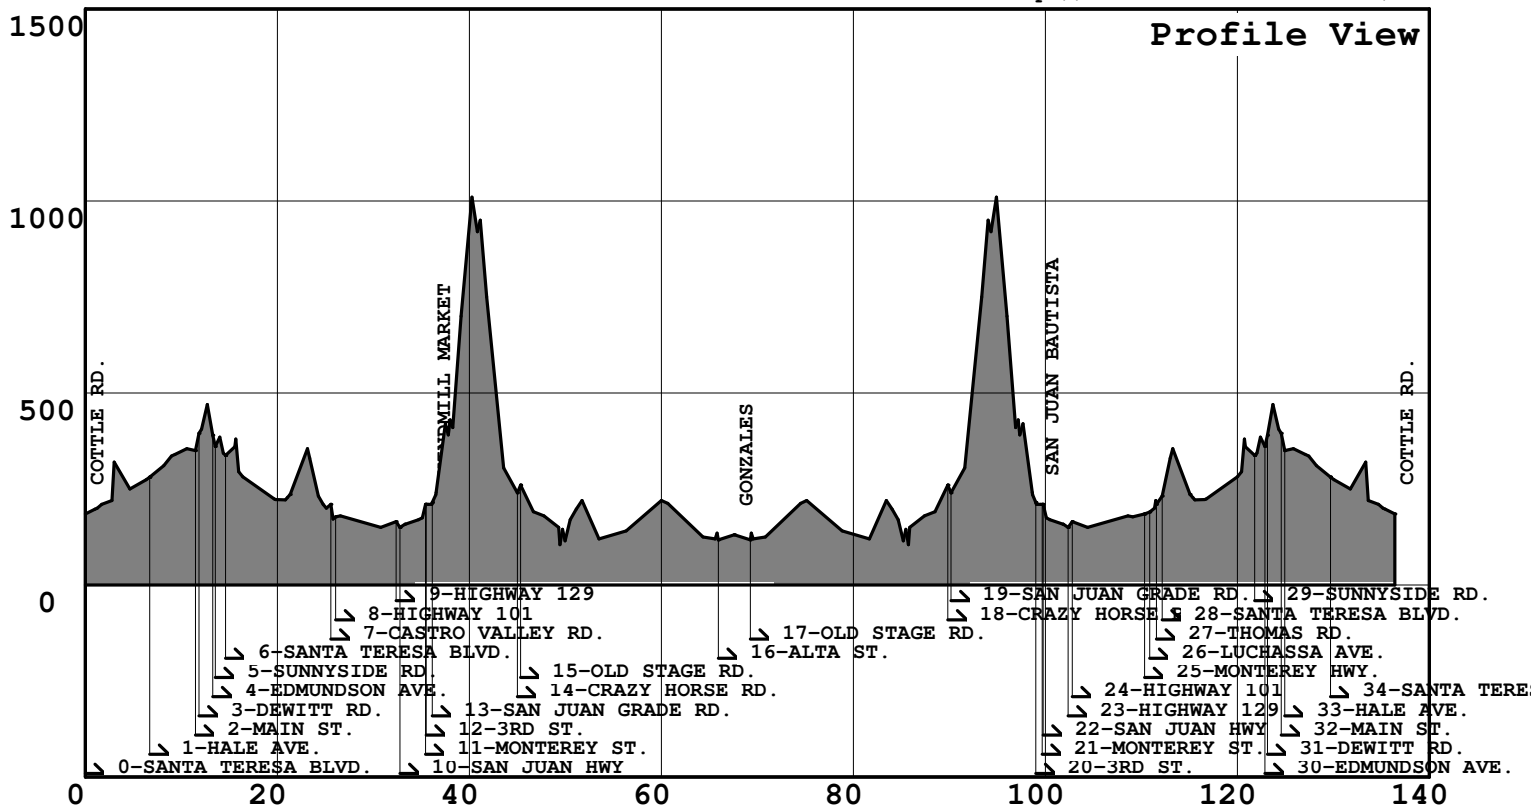 1500
Profile View
1000
500
0
COTTLE RD.
MARKET
GONZALES
SAN JUAN BAUTISTA
COTTLE RD.
9-HIGHWAY 129
19-SAN JUAN GRADE RD.
29-SUNNYSIDE RD.
8-HIGHWAY 101
18-CRAZY HORSE
28-SANTA TERESA BLVD.
7-CASTRO VALLEY RD.
17-OLD STAGE RD.
27-THOMAS RD.
6-SANTA TERESA BLVD.
16-ALTA ST.
26-LUCHASSA AVE.
5-SUNNYSIDE RD.
15-OLD STAGE RD.
25-MONTEREY HWY.
4-EDMUNDSON AVE.
14-CRAZY HORSE RD.
24-HIGHWAY 101
34-SANTA TERES
3-DEWITT RD.
13-SAN JUAN GRADE RD.
23-HIGHWAY 129
33-HALE AVE.
2-MAIN ST.
12-3RD ST.
22-SAN JUAN HWY
32-MAIN ST.
1-HALE AVE.
11-MONTEREY ST.
21-MONTEREY ST.
31-DEWITT RD.
0-SANTA TERESA BLVD.
10-SAN JUAN HWY
20-3RD ST.
30-EDMUNDSON AVE.
0 20 40 60 80 100 120 140